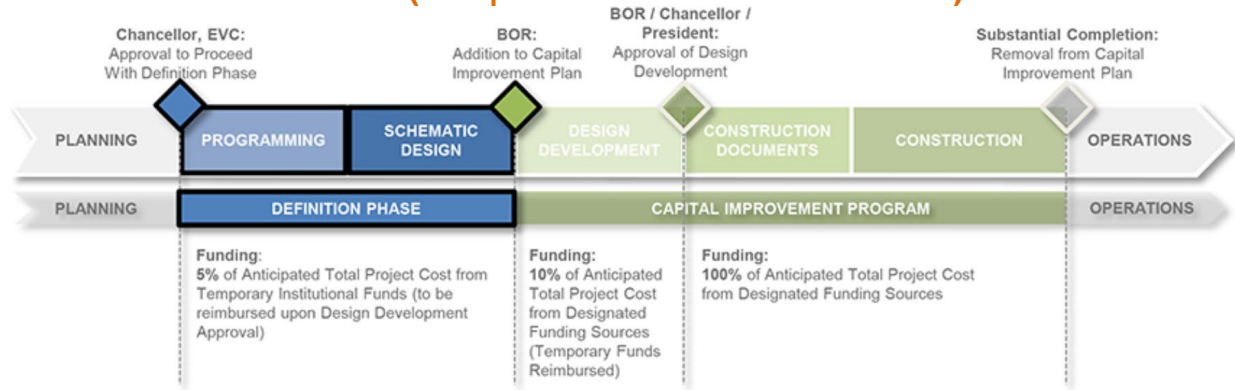 Chancellor, EVC:
Approval to Proceed
With Definition Phase
BOR:
Addition to Capital
Improvement Plan
BOR / Chancellor /
President:
Approval of Design
Development
Substantial Completion:
Removal from Capital
Improvement Plan
PLANNING
PROGRAMMING
SCHEMATIC
DESIGN
DESIGN
DEVELOPMENT
CONSTRUCTION
DOCUMENTS
CONSTRUCTION
OPERATIONS
PLANNING
DEFINITION PHASE
CAPITAL IMPROVEMENT PROGRAM
OPERATIONS
Funding:
5% of Anticipated Total Project Cost from
Temporary Institutional Funds (to be
reimbursed upon Design Development
Approval)
Funding:
10% of Anticipated
Total Project Cost
from Designated
Funding Sources
(Temporary Funds
Reimbursed)
Funding:
100% of Anticipated Total Project Cost
from Designated Funding Sources